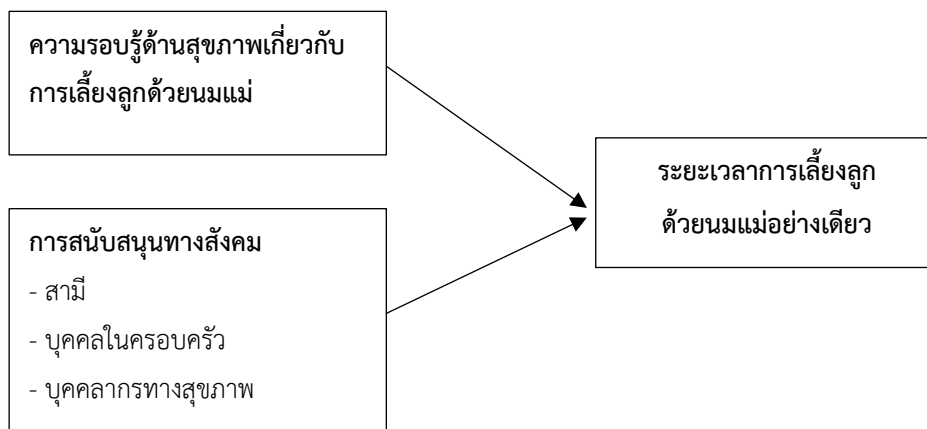 ความรอบรู้ด้านสุขภาพเกี่ยวกับ
การเลี้ยงลูกด้วยนมแม่
ระยะเวลาการเลี้ยงลูก
ด้วยนมแม่อย่างเดียว
การสนับสนุนทางสังคม
- สามี
- บุคคลในครอบครัว
- บุคคลากรทางสุขภาพ